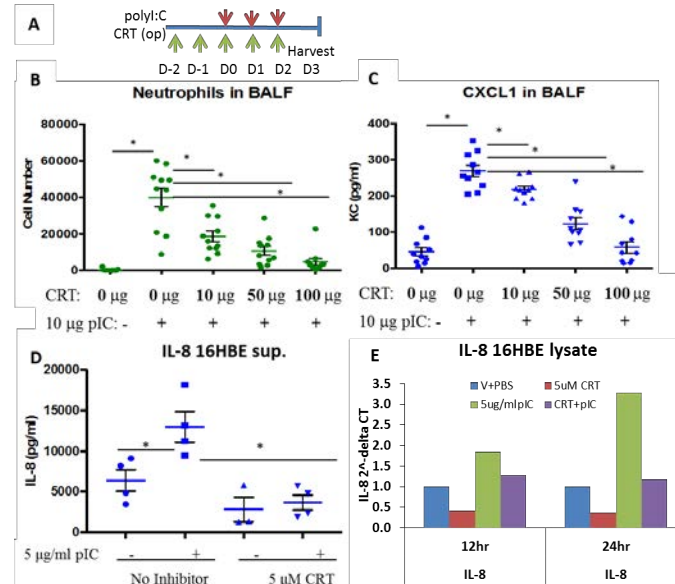 A
polyI:C
CRT (op)
Harvest
D-2 D-1 D0 D1 D2 D3
B
Neutrophils in BALF
Cell Number
80000
60000
40000
20000
0
* * * *
CRT: 0 µg 0 µg 10 µg 50 µg 100 µg
10 µg pIC: - + + + +
C
CXCL1 in BALF
KC (pg/ml)
400
300
200
100
0
* * * *
CRT: 0 µg 0 µg 10 µg 50 µg 100 µg
10 µg pIC: - + + + +
D
IL-8 16HBE sup.
IL-8 (pg/ml)
20000
15000
10000
5000
0
* *
5 µg/ml pIC - + - +
No Inhibitor 5 µM CRT
E
IL-8 16HBE lysate
V+PBS 5uM CRT
5ug/mlpIC CRT+pIC
IL-8 2^-delta CT
3.5
3.0
2.5
2.0
1.5
1.0
0.5
0.0
12hr 24hr
IL-8 IL-8